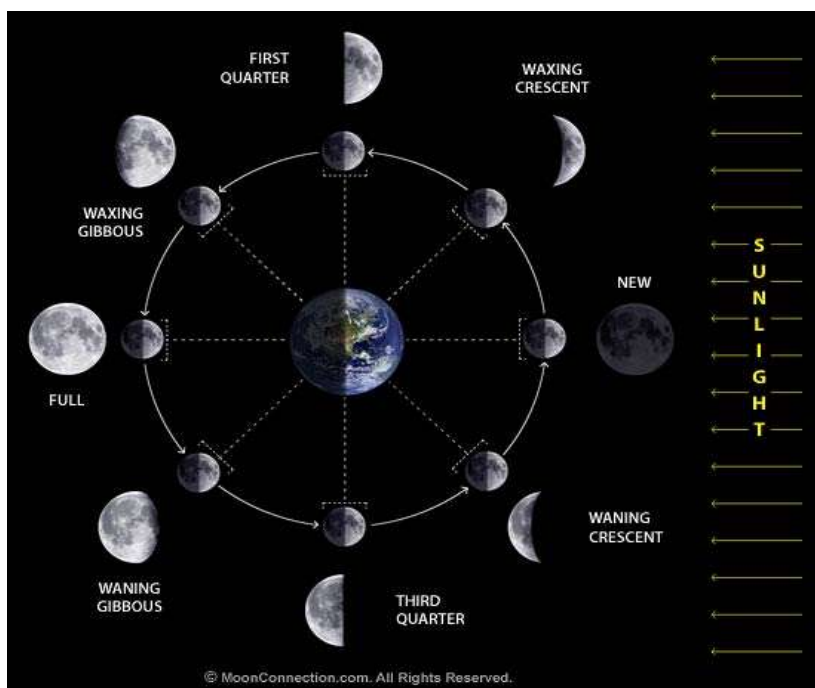 FIRST
QUARTER
WAXING
CRESCENT
WAXING
GIBBOUS
NEW
SUNLIGHT
FULL
WANING
GIBBOUS
THIRD
QUARTER
WANING
CRESCENT
© MoonConnection.com. All Rights Reserved.